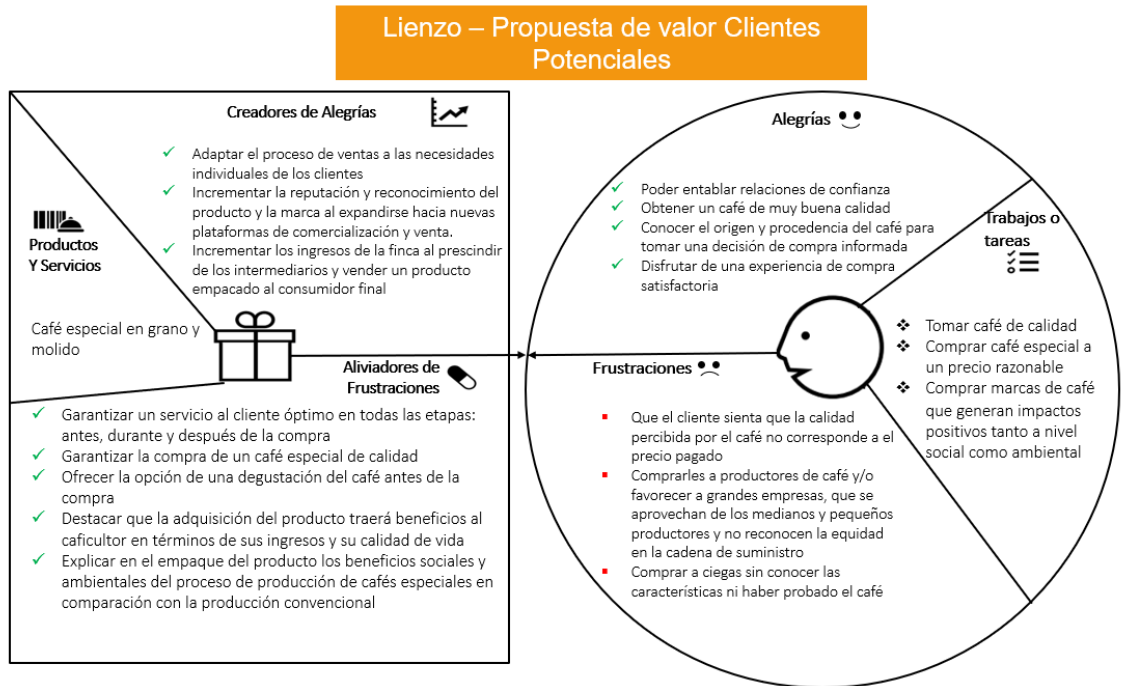 Lienzo – Propuesta de valor Clientes
Potenciales
Creadores de Alegrías
Adaptar el proceso de ventas a las necesidades
individuales de los clientes
Incrementar la reputación y reconocimiento del
producto y la marca al expandirse hacia nuevas
plataformas de comercialización y venta.
Incrementar los ingresos de la finca al prescindir
de los intermediarios y vender un producto
empacado al consumidor final
Productos
Y Servicios
Café especial en grano y
molido
Aliviadores de
Frustraciones
Garantizar un servicio al cliente óptimo en todas las etapas:
antes, durante y después de la compra
Garantizar la compra de un café especial de calidad
Ofrecer la opción de una degustación del café antes de la
compra
Destacar que la adquisición del producto traerá beneficios al
caficultor en términos de sus ingresos y su calidad de vida
Explicar en el empaque del producto los beneficios sociales y
ambientales del proceso de producción de cafés especiales en
comparación con la producción convencional
Alegrías
Poder entablar relaciones de confianza
Obtener un café de muy buena calidad
Conocer el origen y procedencia del café para
tomar una decisión de compra informada
Disfrutar de una experiencia de compra
satisfactoria
Trabajos o
tareas
Tomar café de calidad
Comprar café especial a
un precio razonable
Comprar marcas de café
que generan impactos
positivos tanto a nivel
social como ambiental
Frustraciones
Que el cliente sienta que la calidad
percibida por el café no corresponde a el
precio pagado
Comprarles a productores de café y/o
favorecer a grandes empresas, que se
aprovechan de los medianos y pequeños
productores y no reconocen la equidad
en la cadena de suministro
Comprar a ciegas sin conocer las
características ni haber probado el café